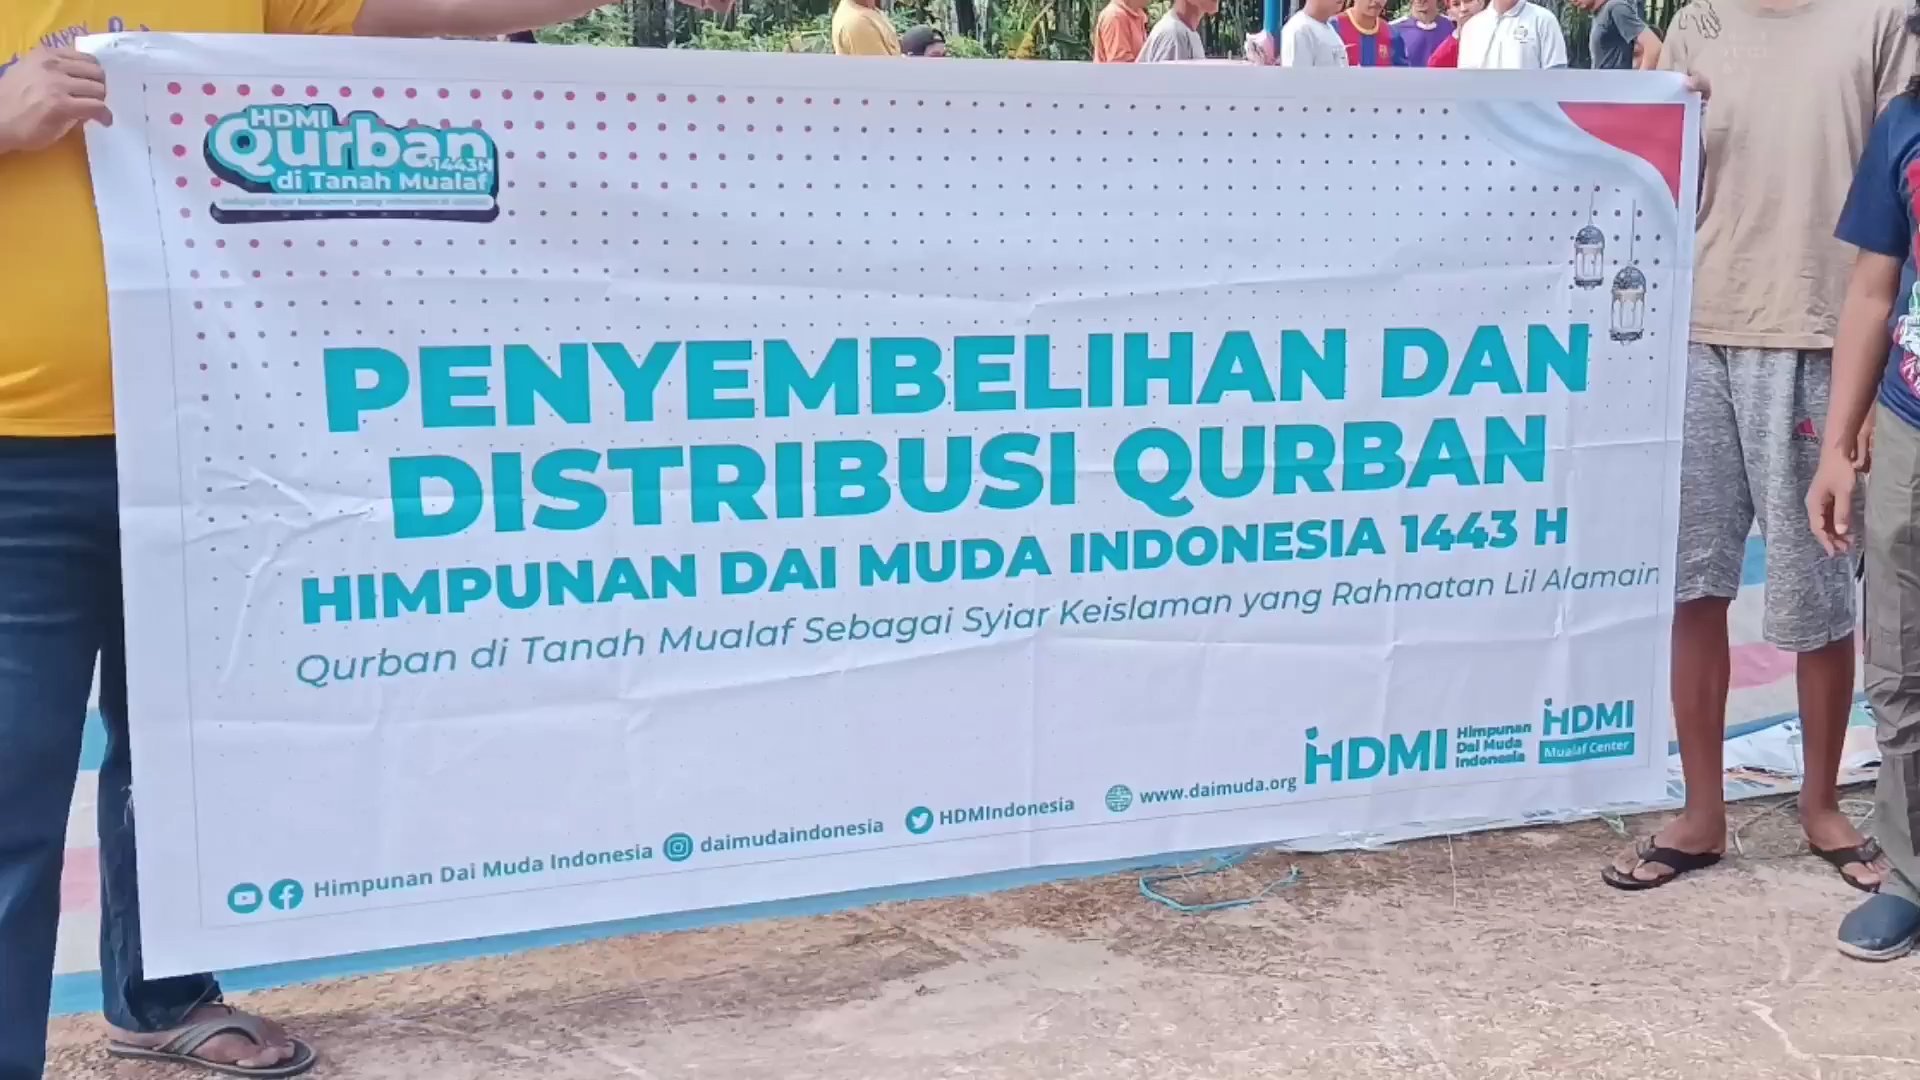 HAPPY
HDMI
Qurban
1443H
di Tanah Mualaf
PENYEMBELIHAN DAN
DISTRIBUSI QURBAN
HIMPUNAN DAI MUDA INDONESIA 1443 H
Qurban di Tanah Mualaf Sebagai Syiar Keislaman yang Rahmatan Lil Alamain
Himpunan Dai Muda Indonesia daimudaindonesia HDMIndonesia www.daimuda.org
HDMI
Himpunan
Dai Muda
Indonesia
HDMI
Mualaf Center